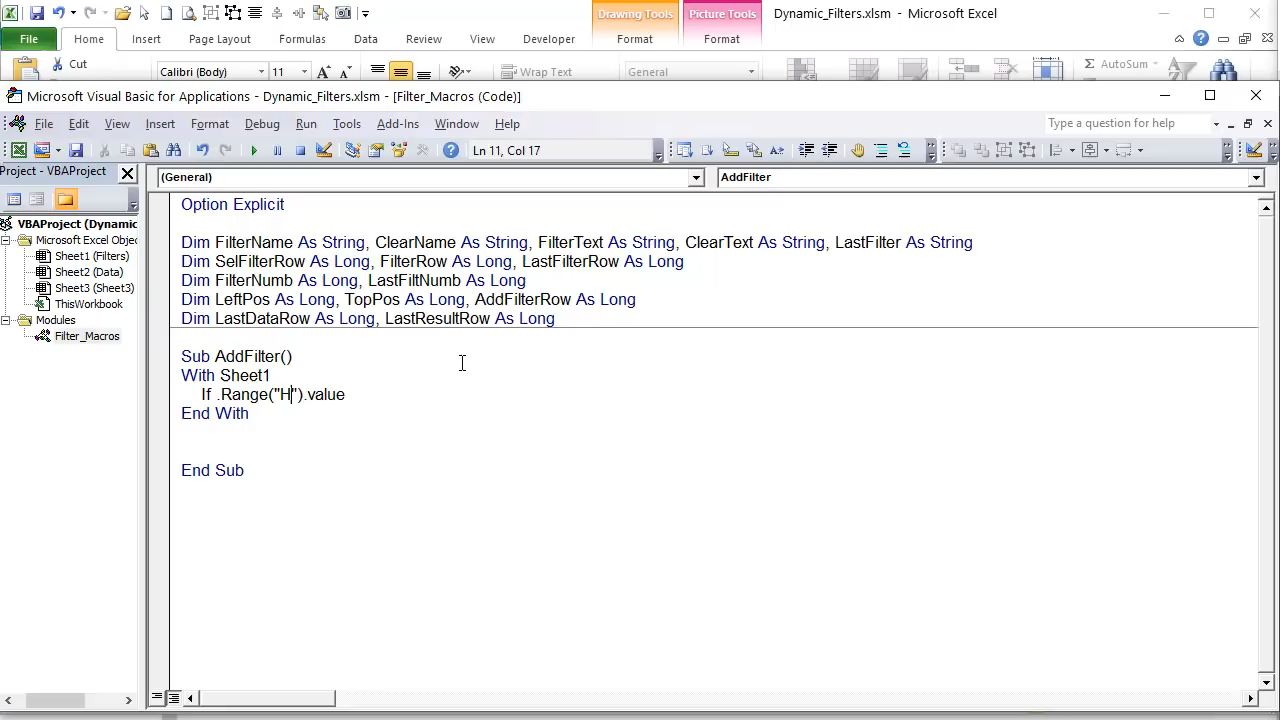 Drawing Tools
Picture Tools
Dynamic_Filters.xlsm - Microsoft Excel
File Home Insert Page Layout Formulas Data Review View Developer Format Format
Cut
Calibri (Body) 11 Wrap Text General AutoSum
Microsoft Visual Basic for Applications - Dynamic_Filters.xlsm - [Filter_Macros (Code)]
File Edit View Insert Format Debug Run Tools Add-Ins Window Help Type a question for help
Ln 11, Col 17
Project - VBAProject
(General) AddFilter
VBAProject (Dynamic
Microsoft Excel Objec
Sheet1 (Filters)
Sheet2 (Data)
Sheet3 (Sheet3)
ThisWorkbook
Modules
Filter_Macros
Option Explicit
Dim FilterName As String, ClearName As String, FilterText As String, ClearText As String, LastFilter As String
Dim SelFilterRow As Long, FilterRow As Long, LastFilterRow As Long
Dim FilterNumb As Long, LastFiltNumb As Long
Dim LeftPos As Long, TopPos As Long, AddFilterRow As Long
Dim LastDataRow As Long, LastResultRow As Long
Sub AddFilter()
With Sheet1
If .Range("H").value
End With
End Sub